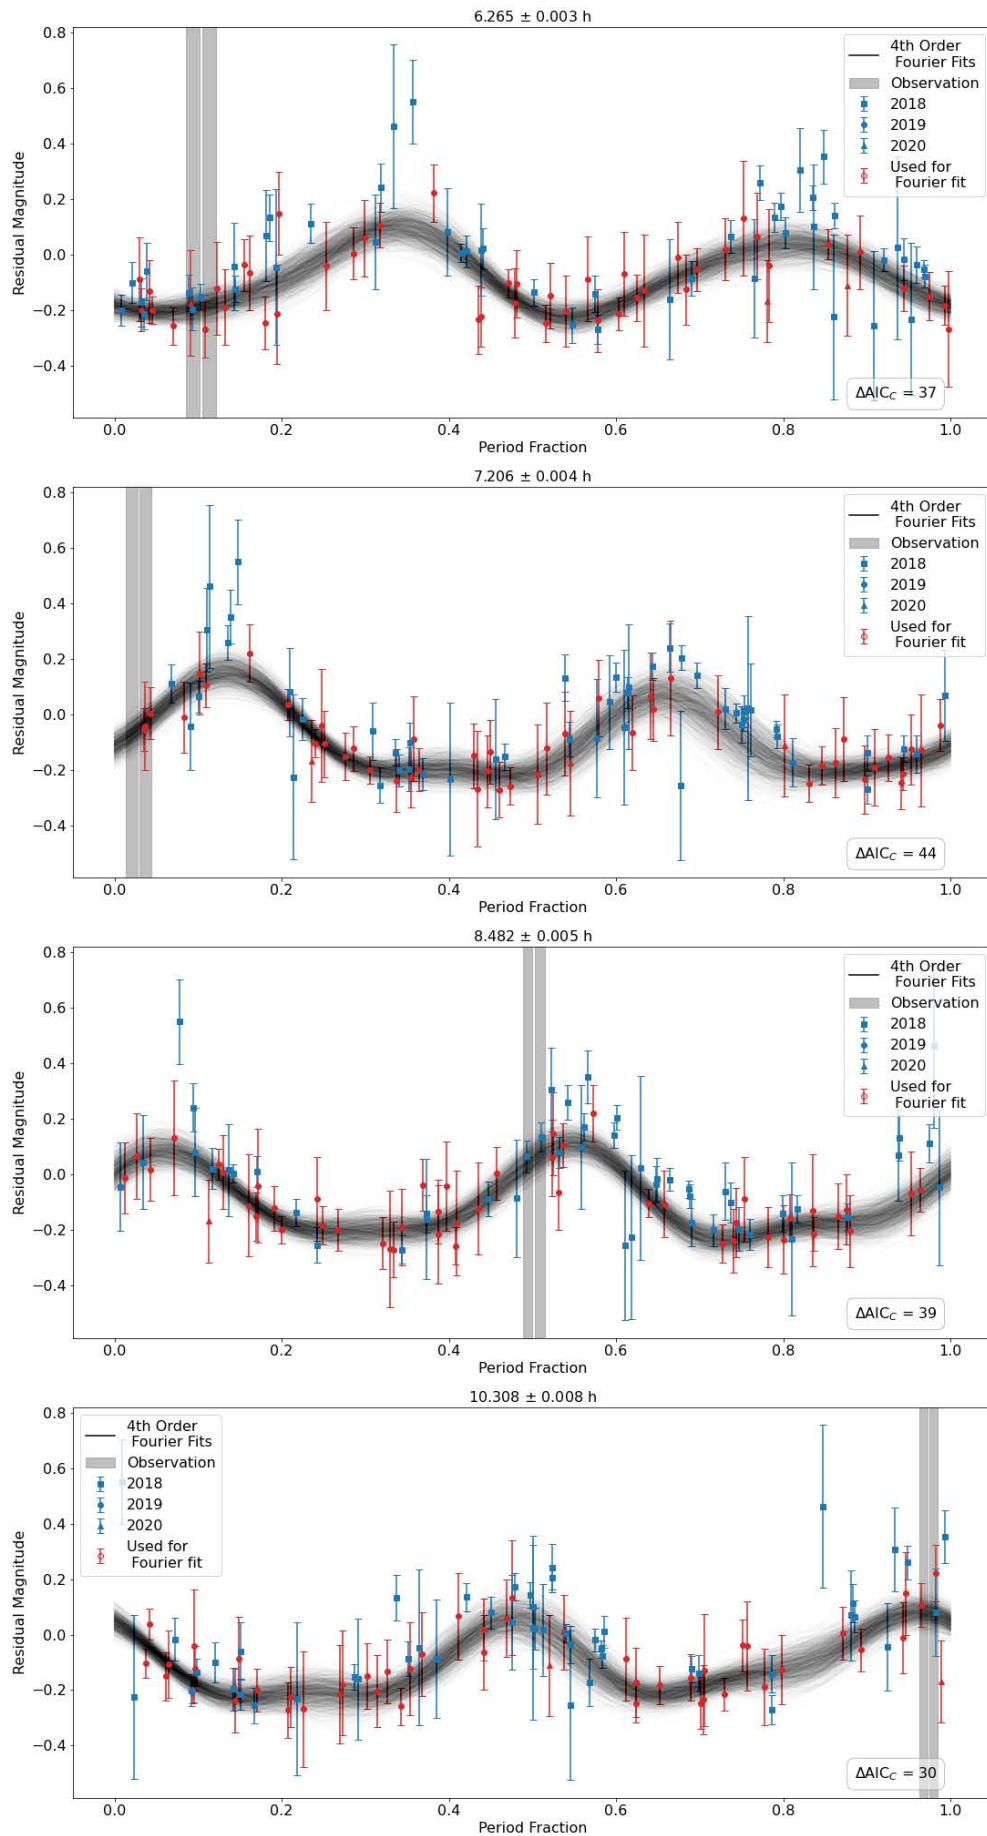 6.265 ± 0.003 h
0.8
0.6
0.4
0.2
0.0
−0.2
−0.4
Residual Magnitude
4th Order
Fourier Fits
Observation
2018
2019
2020
Used for
Fourier fit
ΔAIC_C = 37
0.0 0.2 0.4 0.6 0.8 1.0
Period Fraction
7.206 ± 0.004 h
0.8
0.6
0.4
0.2
0.0
−0.2
−0.4
Residual Magnitude
4th Order
Fourier Fits
Observation
2018
2019
2020
Used for
Fourier fit
ΔAIC_C = 44
0.0 0.2 0.4 0.6 0.8 1.0
Period Fraction
8.482 ± 0.005 h
0.8
0.6
0.4
0.2
0.0
−0.2
−0.4
Residual Magnitude
4th Order
Fourier Fits
Observation
2018
2019
2020
Used for
Fourier fit
ΔAIC_C = 39
0.0 0.2 0.4 0.6 0.8 1.0
Period Fraction
10.308 ± 0.008 h
0.8
0.6
0.4
0.2
0.0
−0.2
−0.4
Residual Magnitude
4th Order
Fourier Fits
Observation
2018
2019
2020
Used for
Fourier fit
ΔAIC_C = 30
0.0 0.2 0.4 0.6 0.8 1.0
Period Fraction